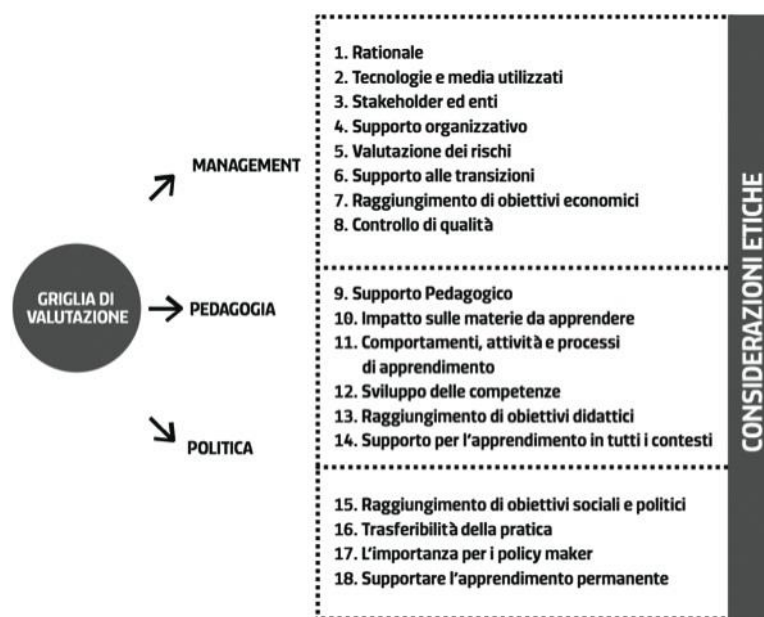 GRIGLIA DI
VALUTAZIONE
MANAGEMENT
1. Rationale
2. Tecnologie e media utilizzati
3. Stakeholder ed enti
4. Supporto organizzativo
5. Valutazione dei rischi
6. Supporto alle transizioni
7. Raggiungimento di obiettivi economici
8. Controllo di qualità
PEDAGOGIA
9. Supporto Pedagogico
10. Impatto sulle materie da apprendere
11. Comportamenti, attività e processi
di apprendimento
12. Sviluppo delle competenze
13. Raggiungimento di obiettivi didattici
14. Supporto per l'apprendimento in tutti i contesti
POLITICA
15. Raggiungimento di obiettivi sociali e politici
16. Trasferibilità della pratica
17. L'importanza per i policy maker
18. Supportare l'apprendimento permanente
CONSIDERAZIONI ETICHE